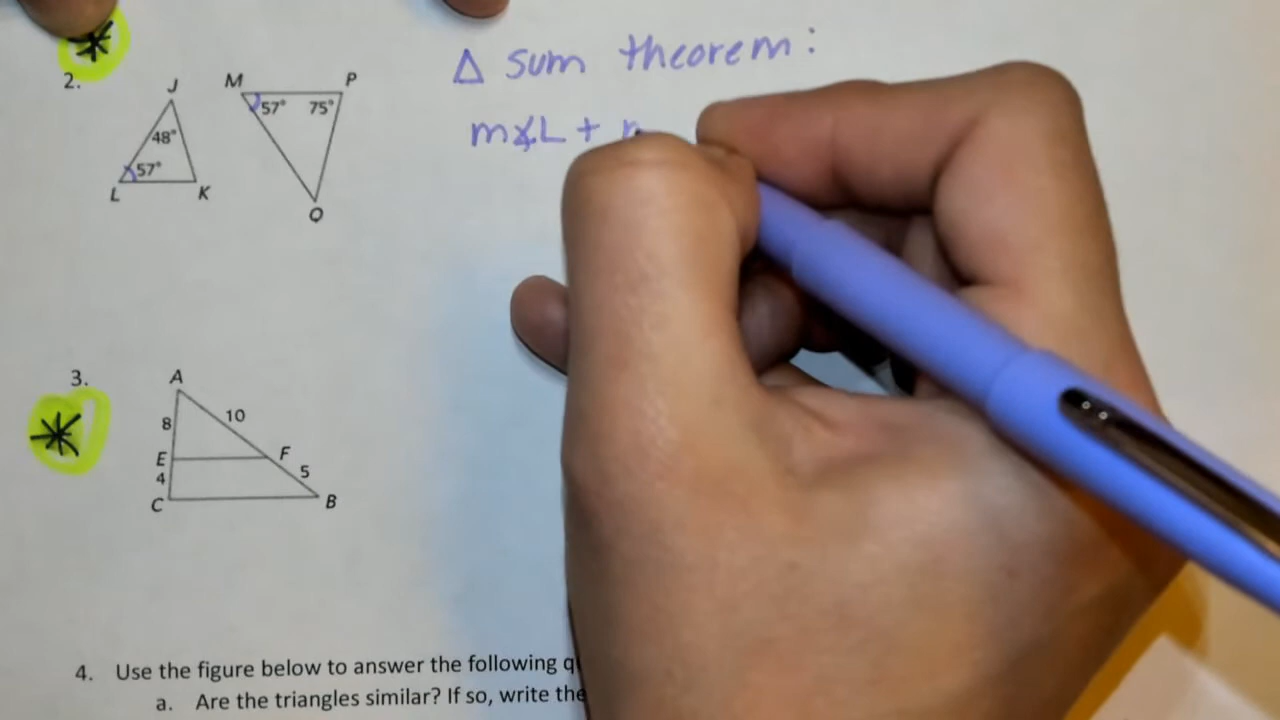 2.
Δ sum theorem:
m∡L +
J
48°
57°
L
K
M
P
57°
75°
Q
3.
A
8
10
E
F
4
5
C
B
4. Use the figure below to answer the following
a. Are the triangles similar? If so, write the